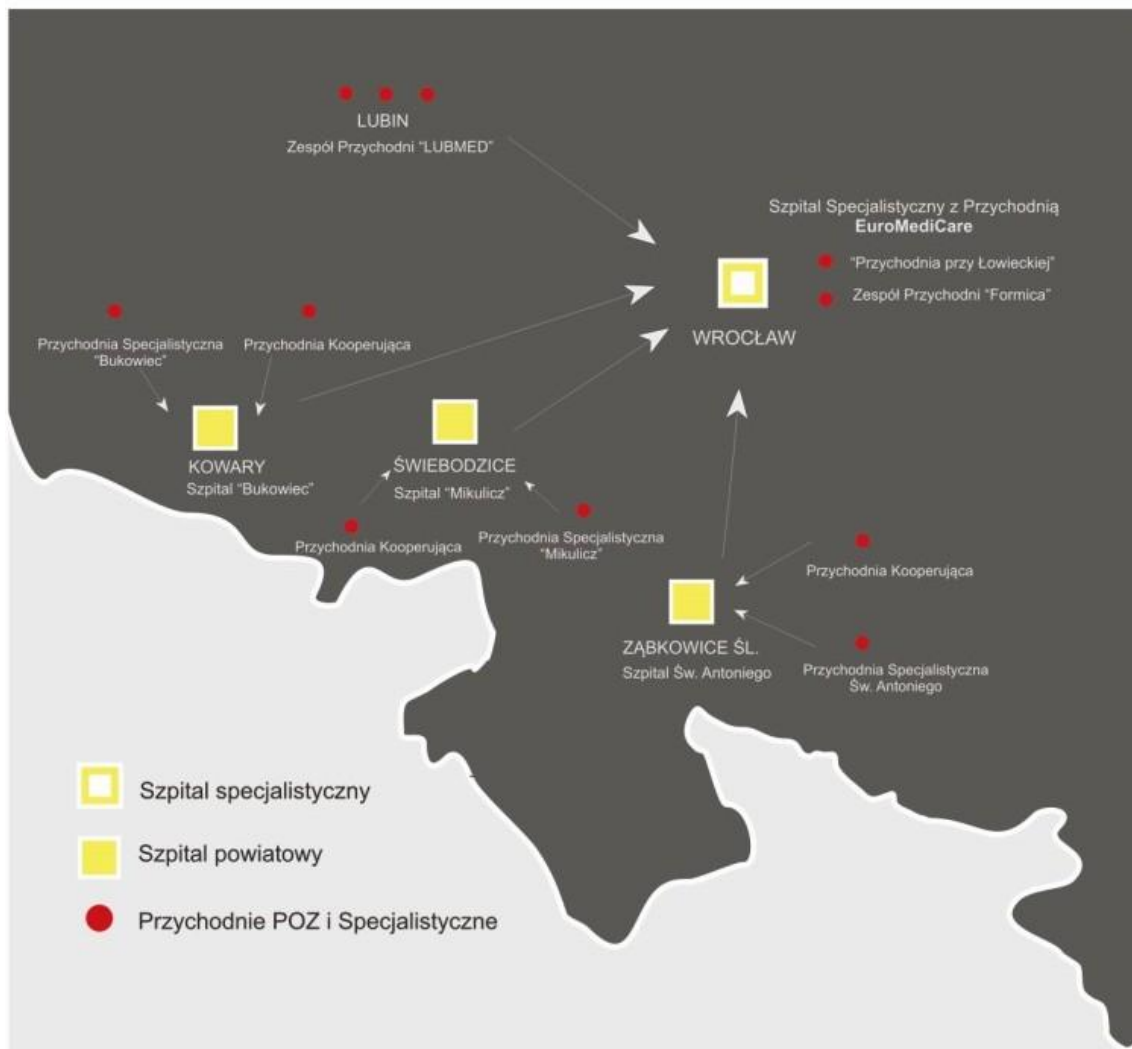 LUBIN
Zespół Przychodni “LUBMED”
Szpital Specjalistyczny z Przychodnią
EuroMediCare
“Przychodnia przy Łowieckiej”
Zespół Przychodni “Formica”
WROCŁAW
Przychodnia Specjalistyczna
“Bukowiec”
Przychodnia Kooperująca
KOWARY
Szpital “Bukowiec”
ŚWIEBODZICE
Szpital “Mikulicz”
Przychodnia Kooperująca
Przychodnia Specjalistyczna
“Mikulicz”
Przychodnia Kooperująca
ZĄBKOWICE ŚL.
Szpital Św. Antoniego
Przychodnia Specjalistyczna
Św. Antoniego
Szpital specjalistyczny
Szpital powiatowy
Przychodnie POZ i Specjalistyczne